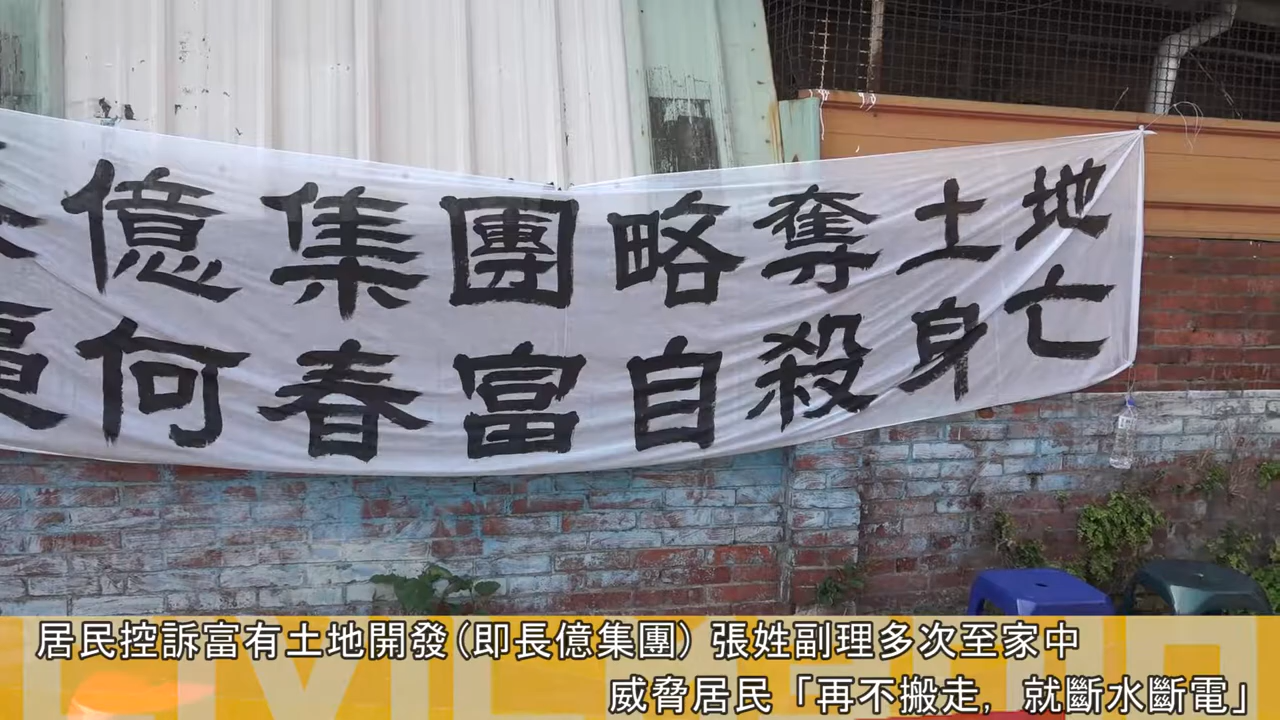 億集團略奪土地
何春富自殺身亡
居民控訴富有土地開發(即長億集團) 張姓副理多次至家中
威脅居民「再不搬走, 就斷水斷電」